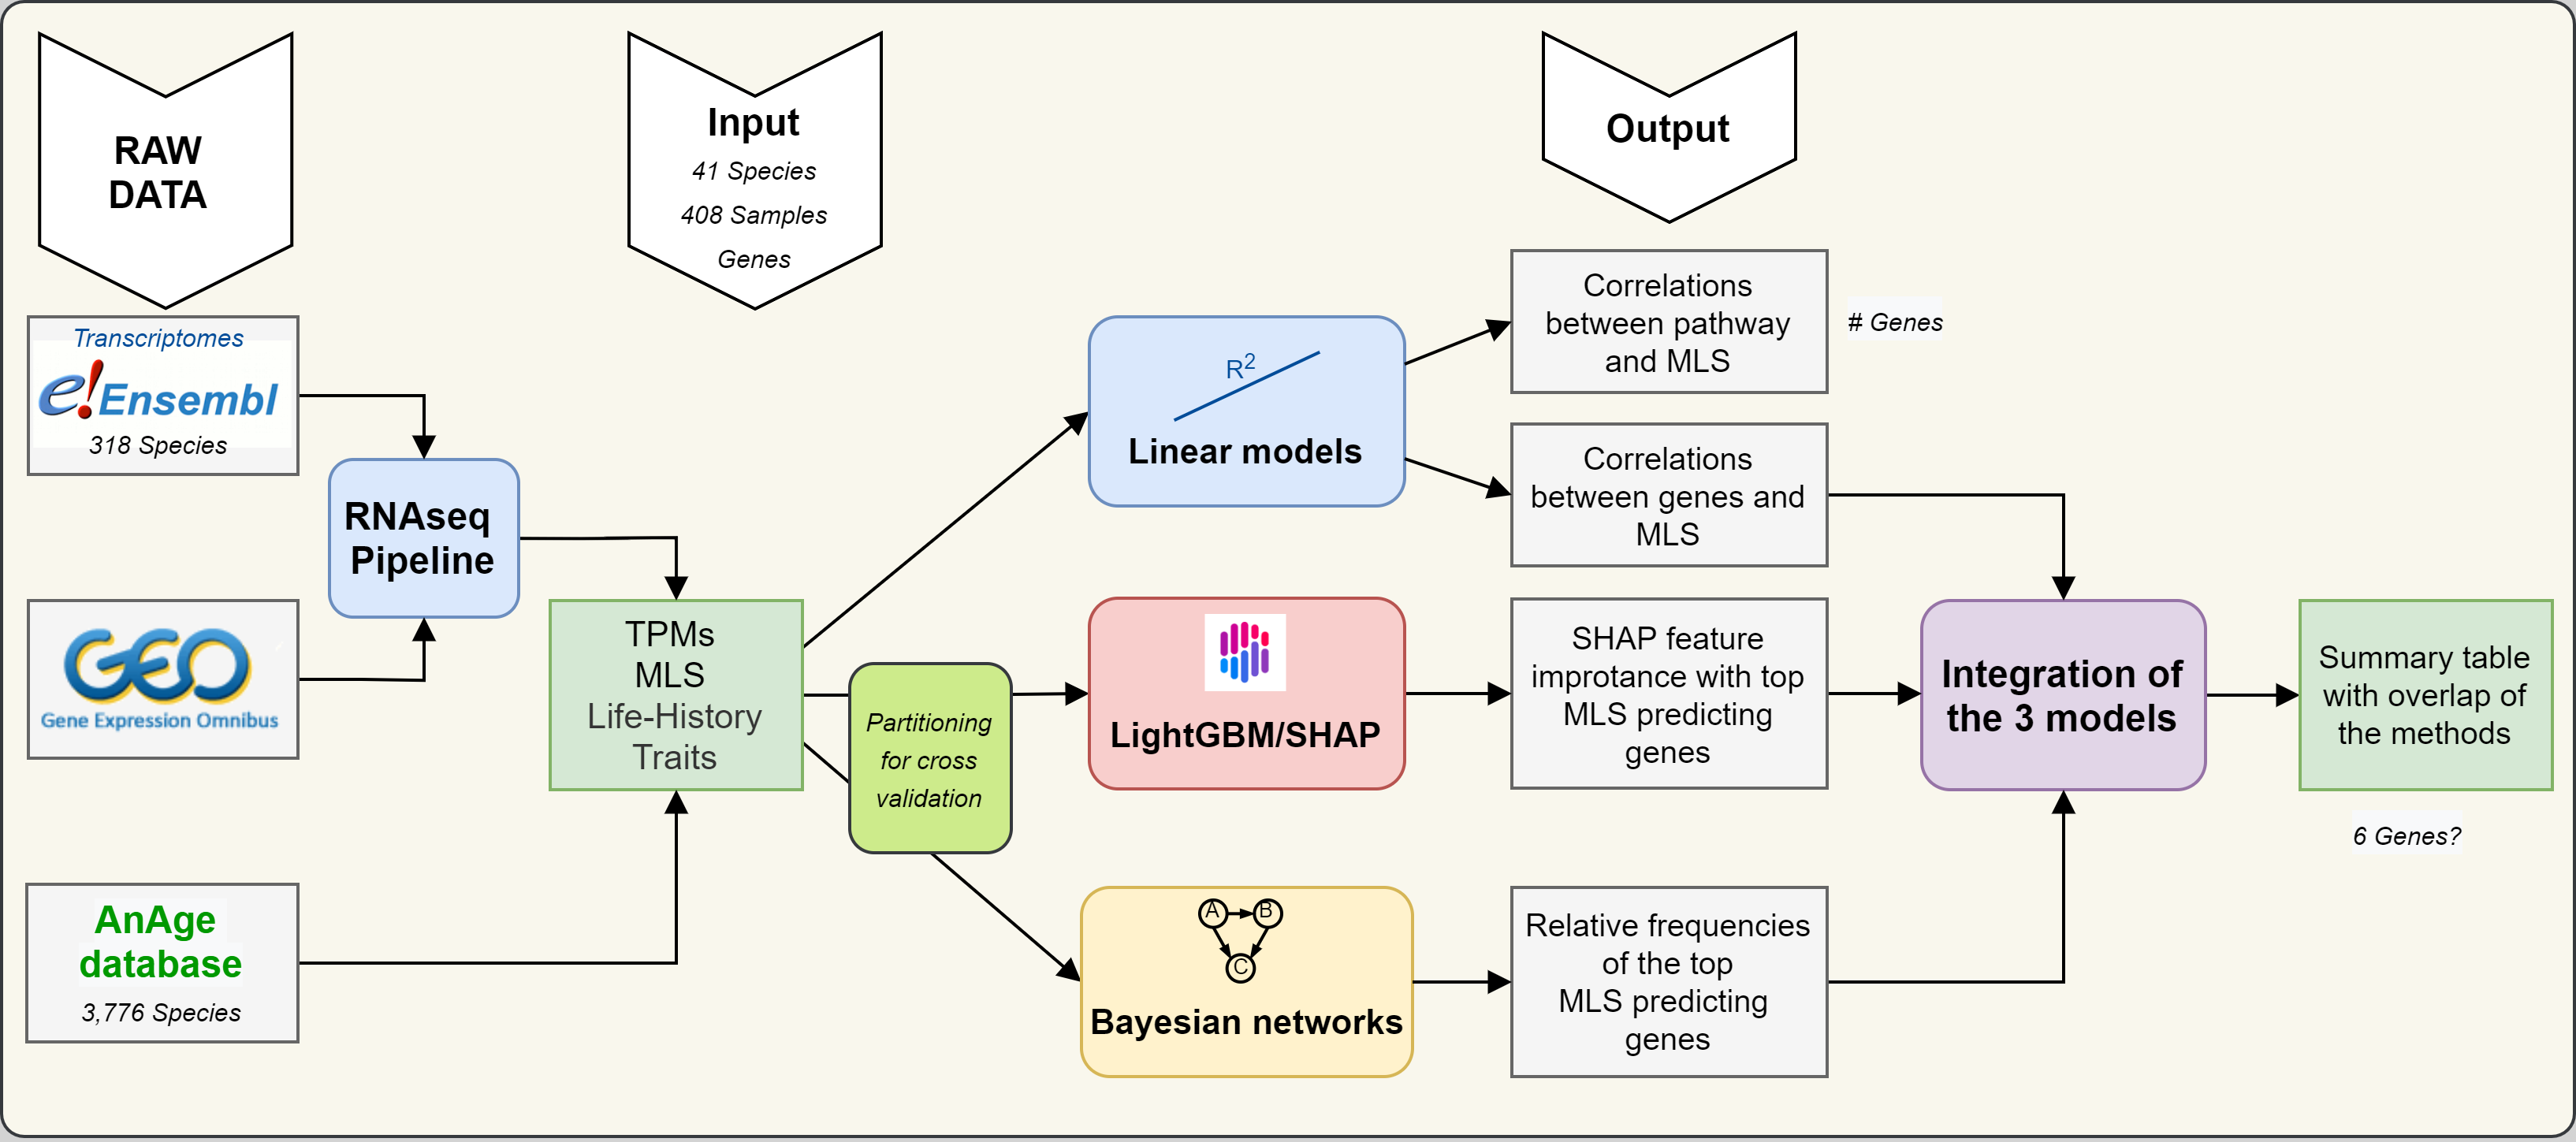 RAW
DATA
Input
41 Species
408 Samples
Genes
Output
Transcriptomes
e!Ensembl
318 Species
RNAseq
Pipeline
GEO
Gene Expression Omnibus
AnAge
database
3,776 Species
TPMs
MLS
Life-History
Traits
Partitioning
for cross
validation
R²
Linear models
LightGBM/SHAP
A
B
C
Bayesian networks
Correlations
between pathway
and MLS
# Genes
Correlations
between genes and
MLS
SHAP feature
improtance with top
MLS predicting
genes
Relative frequencies
of the top
MLS predicting
genes
Integration of
the 3 models
Summary table
with overlap of
the methods
6 Genes?